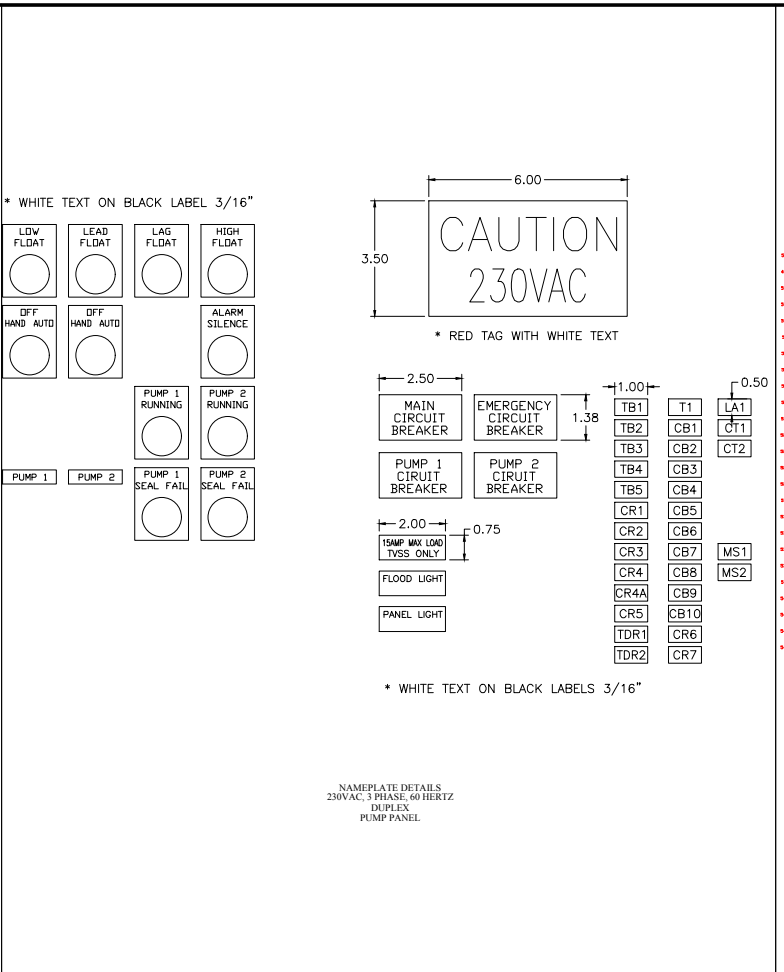 * WHITE TEXT ON BLACK LABEL 3/16"
LOW
FLOAT
LEAD
FLOAT
LAG
FLOAT
HIGH
FLOAT
OFF
HAND AUTO
OFF
HAND AUTO
ALARM
SILENCE
PUMP 1
RUNNING
PUMP 2
RUNNING
PUMP 1
PUMP 2
PUMP 1
SEAL FAIL
PUMP 2
SEAL FAIL
6.00
3.50
CAUTION
230VAC
* RED TAG WITH WHITE TEXT
2.50
MAIN
CIRCUIT
BREAKER
EMERGENCY
CIRCUIT
BREAKER
1.38
PUMP 1
CIRUIT
BREAKER
PUMP 2
CIRUIT
BREAKER
2.00
0.75
15AMP MAX LOAD
TVSS ONLY
FLOOD LIGHT
PANEL LIGHT
1.00
0.50
TB1 T1 LA1
TB2 CB1 CT1
TB3 CB2 CT2
TB4 CB3
TB5 CB4
CR1 CB5
CR2 CB6
CR3 CB7 MS1
CR4 CB8 MS2
CR4A CB9
CR5 CB10
TDR1 CR6
TDR2 CR7
* WHITE TEXT ON BLACK LABELS 3/16"
NAMEPLATE DETAILS
230VAC, 3 PHASE, 60 HERTZ
DUPLEX
PUMP PANEL